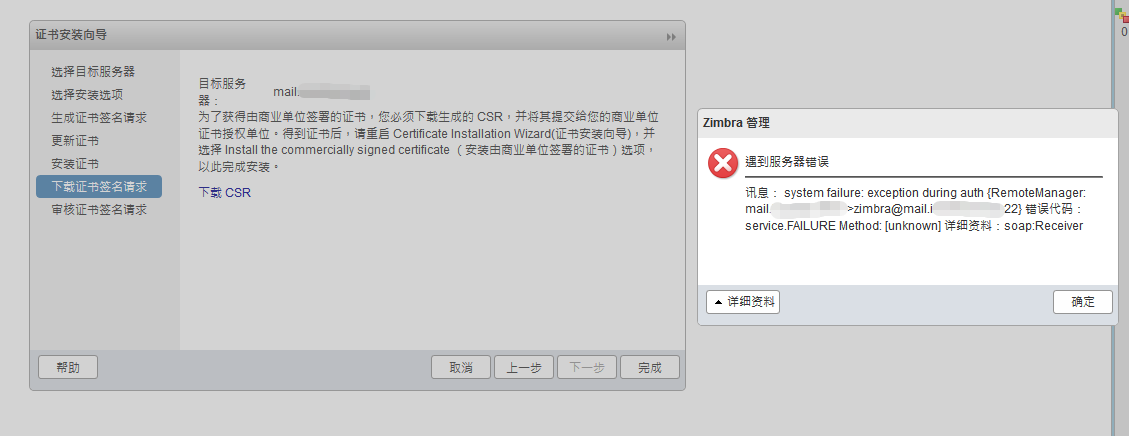 证书安装向导
选择目标服务器
选择安装选项
生成证书签名请求
更新证书
安装证书
下载证书签名请求
审核证书签名请求
目标服务
器：
mail.
为了获得由商业单位签署的证书，您必须下载生成的 CSR，并将其提交给您的商业单位
证书授权单位。得到证书后，请重启 Certificate Installation Wizard(证书安装向导)，并
选择 Install the commercially signed certificate （安装由商业单位签署的证书）选项，
以此完成安装。
下载 CSR
帮助
取消
上一步
下一步
完成
Zimbra 管理
遇到服务器错误
讯息： system failure: exception during auth {RemoteManager:
mail. >zimbra@mail.i 22} 错误代码：
service.FAILURE Method: [unknown] 详细资料：soap:Receiver
详细资料
确定
0